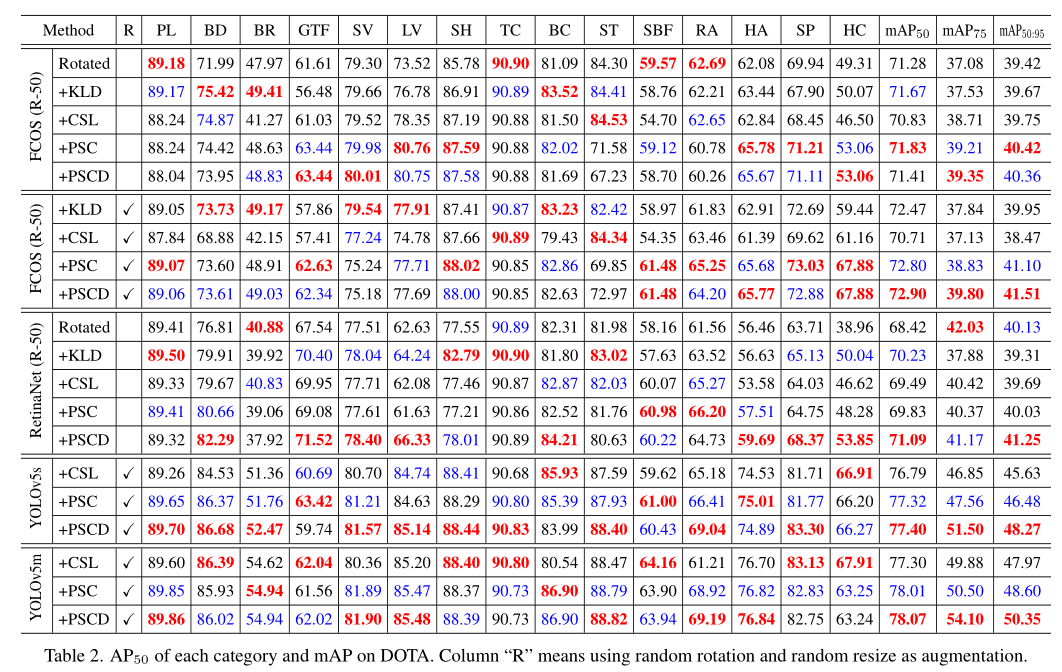 Method R PL BD BR GTF SV LV SH TC BC ST SBF RA HA SP HC mAP50 mAP75 mAP50:95
FCOS (R-50)
Rotated 89.18 71.99 47.97 61.61 79.30 73.52 85.78 90.90 81.09 84.30 59.57 62.69 62.08 69.94 49.31 71.28 37.08 39.42
+KLD 89.17 75.42 49.41 56.48 79.66 76.78 86.91 90.89 83.52 84.41 58.76 62.21 63.44 67.90 50.07 71.67 37.53 39.67
+CSL 88.24 74.87 41.27 61.03 79.52 78.35 87.19 90.88 81.50 84.53 54.70 62.65 62.84 68.45 46.50 70.83 38.71 39.75
+PSC 88.24 74.42 48.63 63.44 79.98 80.76 87.59 90.88 82.02 71.58 59.12 60.78 65.78 71.21 53.06 71.83 39.21 40.42
+PSCD 88.04 73.95 48.83 63.44 80.01 80.75 87.58 90.88 81.69 67.23 58.70 60.26 65.67 71.11 53.06 71.41 39.35 40.36
FCOS (R-50)
+KLD ✓ 89.05 73.73 49.17 57.86 79.54 77.91 87.41 90.87 83.23 82.42 58.97 61.83 62.91 72.69 59.44 72.47 37.84 39.95
+CSL ✓ 87.84 68.88 42.15 57.41 77.24 74.78 87.66 90.89 79.43 84.34 54.35 63.46 61.39 69.62 61.16 70.71 37.13 38.47
+PSC ✓ 89.07 73.60 48.91 62.63 75.24 77.71 88.02 90.85 82.86 69.85 61.48 65.25 65.68 73.03 67.88 72.80 38.83 41.10
+PSCD ✓ 89.06 73.61 49.03 62.34 75.18 77.69 88.00 90.85 82.63 72.97 61.48 64.20 65.77 72.88 67.88 72.90 39.80 41.51
RetinaNet (R-50)
Rotated 89.41 76.81 40.88 67.54 77.51 62.63 77.55 90.89 82.31 81.98 58.16 61.56 56.46 63.71 38.96 68.42 42.03 40.13
+KLD 89.50 79.91 39.92 70.40 78.04 64.24 82.79 90.90 81.80 83.02 57.63 63.52 56.63 65.13 50.04 70.23 37.88 39.31
+CSL 89.33 79.67 40.83 69.95 77.71 62.08 77.46 90.87 82.87 82.03 60.07 65.27 53.58 64.03 46.62 69.49 40.42 39.69
+PSC 89.41 80.66 39.06 69.08 77.61 61.63 77.21 90.86 82.52 81.76 60.98 66.20 57.51 64.75 48.28 69.83 40.37 40.03
+PSCD 89.32 82.29 37.92 71.52 78.40 66.33 78.01 90.89 84.21 80.63 60.22 64.73 59.69 68.37 53.85 71.09 41.17 41.25
YOLOv5s
+CSL ✓ 89.26 84.53 51.36 60.69 80.70 84.74 88.41 90.68 85.93 87.59 59.62 65.18 74.53 81.71 66.91 76.79 46.85 45.63
+PSC ✓ 89.65 86.37 51.76 63.42 81.21 84.63 88.29 90.80 85.39 87.93 61.00 66.41 75.01 81.77 66.20 77.32 47.56 46.48
+PSCD ✓ 89.70 86.68 52.47 59.74 81.57 85.14 88.44 90.83 83.99 88.40 60.43 69.04 74.89 83.30 66.27 77.40 51.50 48.27
YOLOv5m
+CSL ✓ 89.60 86.39 54.62 62.04 80.36 85.20 88.40 90.80 80.54 88.47 64.16 61.21 76.70 83.13 67.91 77.30 49.88 47.97
+PSC ✓ 89.85 85.93 54.94 61.56 81.89 85.47 88.37 90.73 86.90 88.79 63.90 68.92 76.82 82.83 63.25 78.01 50.50 48.60
+PSCD ✓ 89.86 86.02 54.94 62.02 81.90 85.48 88.39 90.73 86.90 88.82 63.94 69.19 76.84 82.75 63.24 78.07 54.10 50.35
Table 2. AP50 of each category and mAP on DOTA. Column “R” means using random rotation and random resize as augmentation.